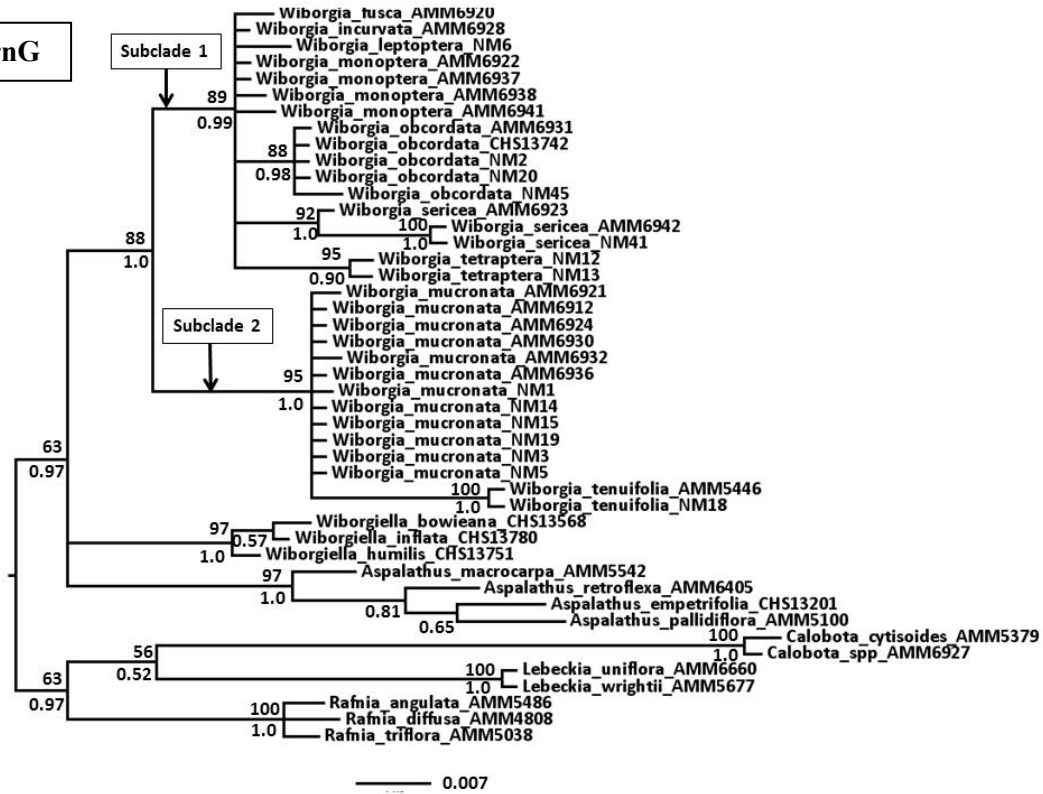 nG
Subclade 1
Subclade 2
Wiborgia_fusca_AMM6920
Wiborgia_incurvata_AMM6928
Wiborgia_leptoptera_NM6
Wiborgia_monoptera_AMM6922
Wiborgia_monoptera_AMM6937
Wiborgia_monoptera_AMM6938
89
Wiborgia_monoptera_AMM6941
0.99
Wiborgia_obcordata_AMM6931
Wiborgia_obcordata_CHS13742
88
Wiborgia_obcordata_NM2
0.98
Wiborgia_obcordata_NM20
Wiborgia_obcordata_NM45
92
Wiborgia_sericea_AMM6923
1.0
100
Wiborgia_sericea_AMM6942
1.0
Wiborgia_sericea_NM41
88
1.0
95
Wiborgia_tetraptera_NM12
0.90
Wiborgia_tetraptera_NM13
Wiborgia_mucronata_AMM6921
Wiborgia_mucronata_AMM6912
Wiborgia_mucronata_AMM6924
Wiborgia_mucronata_AMM6930
Wiborgia_mucronata_AMM6932
95
Wiborgia_mucronata_AMM6936
Wiborgia_mucronata_NM1
1.0
Wiborgia_mucronata_NM14
Wiborgia_mucronata_NM15
Wiborgia_mucronata_NM19
63
0.97
Wiborgia_mucronata_NM3
Wiborgia_mucronata_NM5
100
Wiborgia_tenuifolia_AMM5446
1.0
Wiborgia_tenuifolia_NM18
97
Wiborgiella_bowieana_CHS13568
0.57
Wiborgiella_inflata_CHS13780
1.0
Wiborgiella_humilis_CHS13751
97
Aspalathus_macrocarpa_AMM5542
1.0
Aspalathus_retroflexa_AMM6405
0.81
Aspalathus_empetrifolia_CHS13201
0.65
Aspalathus_pallidiflora_AMM5100
100
Calobota_cytisoides_AMM5379
1.0
Calobota_spp_AMM6927
56
0.52
100
Lebeckia_uniflora_AMM6660
1.0
Lebeckia_wrightii_AMM5677
63
0.97
100
Rafnia_angulata_AMM5486
Rafnia_diffusa_AMM4808
1.0
Rafnia_triflora_AMM5038
0.007